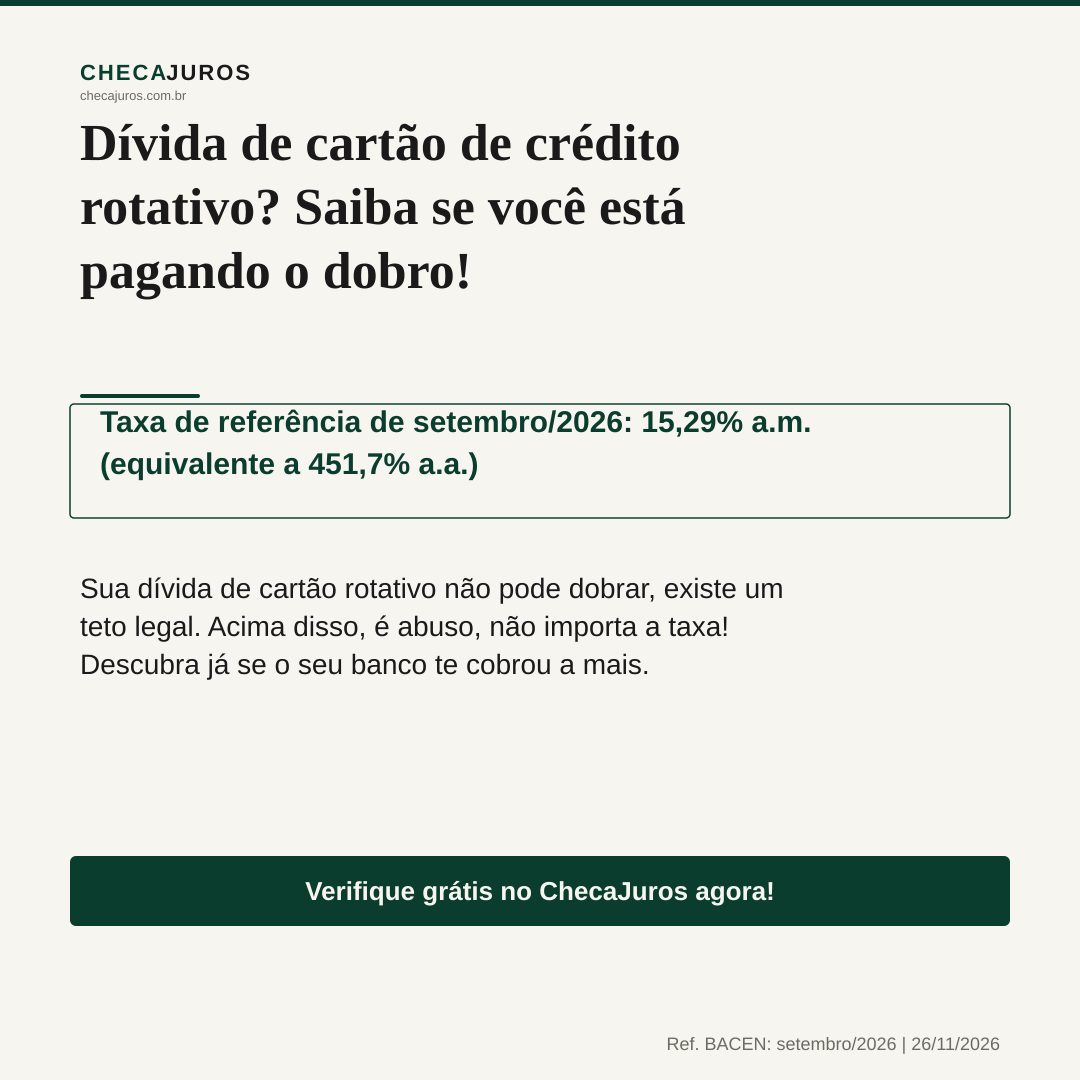 CHECAJUROS
checajuros.com.br
Dívida de cartão de crédito
rotativo? Saiba se você está
pagando o dobro!
Taxa de referência de setembro/2026: 15,29% a.m.
(equivalente a 451,7% a.a.)
Sua dívida de cartão rotativo não pode dobrar, existe um
teto legal. Acima disso, é abuso, não importa a taxa!
Descubra já se o seu banco te cobrou a mais.
Verifique grátis no ChecaJuros agora!
Ref. BACEN: setembro/2026 | 26/11/2026